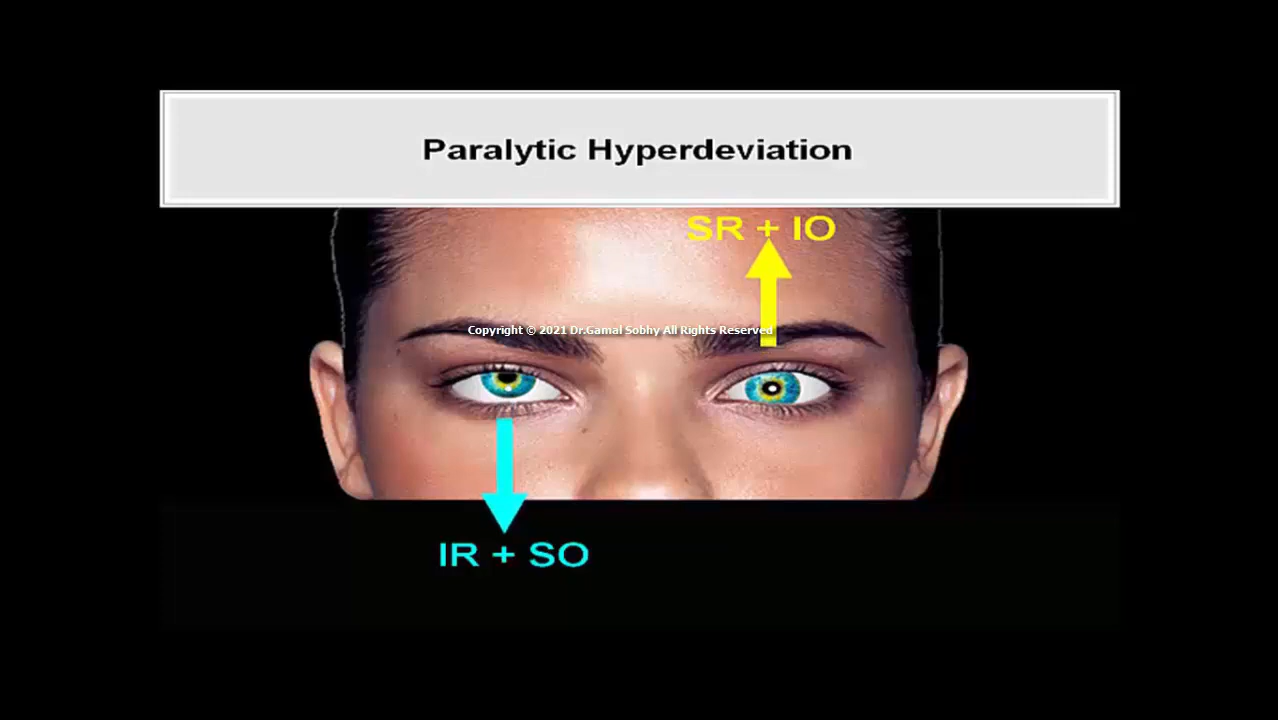 Paralytic Hyperdeviation
SR + IO
Copyright © 2021 Dr.Gamal Sobhy All Rights Reserved
IR + SO